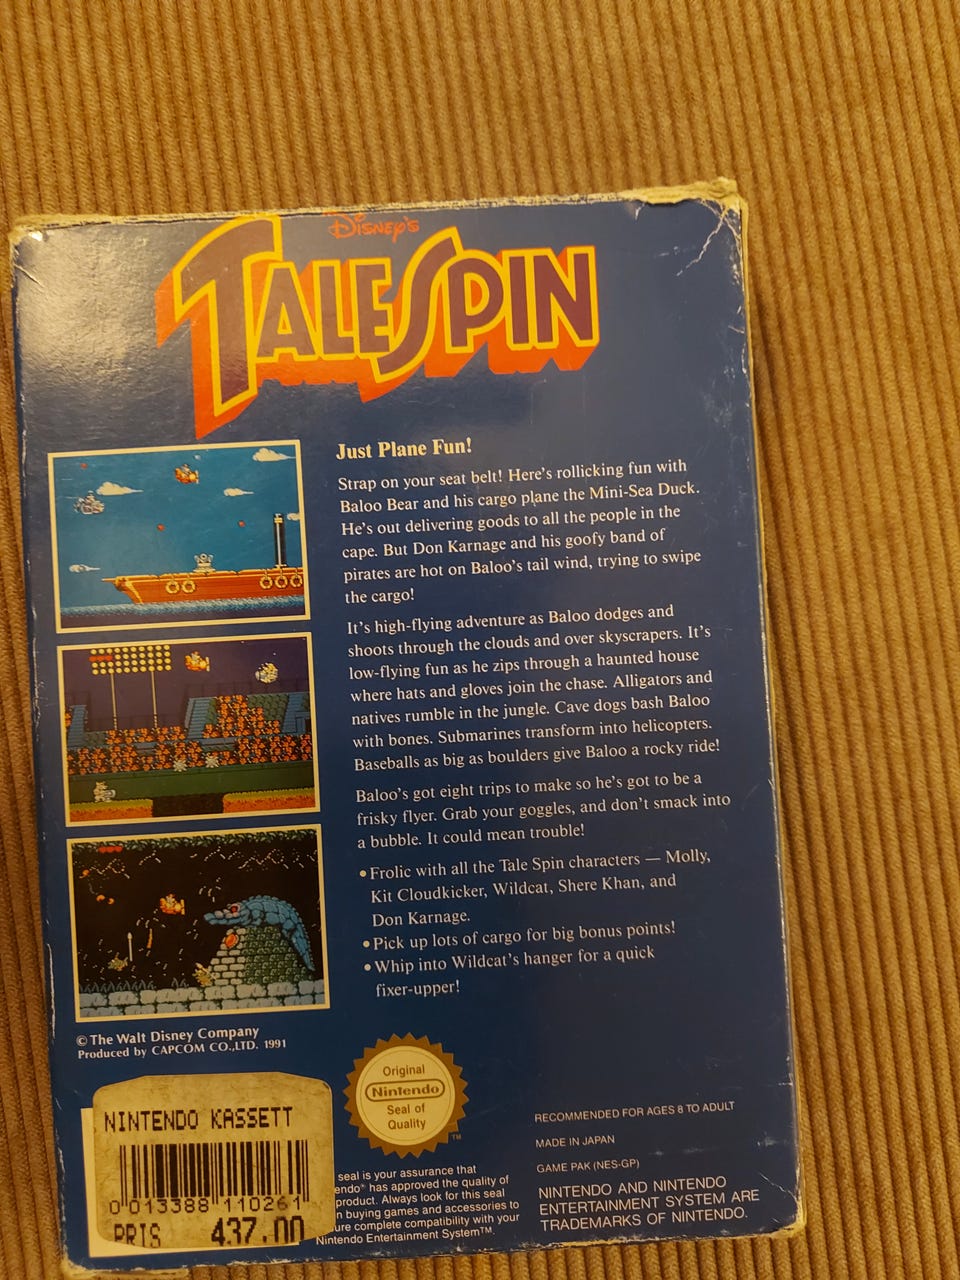 Disney's
TALESPIN
Just Plane Fun!
Strap on your seat belt! Here's rollicking fun with
Baloo Bear and his cargo plane the Mini-Sea Duck.
He's out delivering goods to all the people in the
cape. But Don Karnage and his goofy band of
pirates are hot on Baloo's tail wind, trying to swipe
the cargo!
It's high-flying adventure as Baloo dodges and
shoots through the clouds and over skyscrapers. It's
low-flying fun as he zips through a haunted house
where hats and gloves join the chase. Alligators and
natives rumble in the jungle. Cave dogs bash Baloo
with bones. Submarines transform into helicopters.
Baseballs as big as boulders give Baloo a rocky ride!
Baloo's got eight trips to make so he's got to be a
frisky flyer. Grab your goggles, and don't smack into
a bubble. It could mean trouble!
• Frolic with all the Tale Spin characters — Molly,
Kit Cloudkicker, Wildcat, Shere Khan, and
Don Karnage.
• Pick up lots of cargo for big bonus points!
• Whip into Wildcat's hanger for a quick
fixer-upper!
© The Walt Disney Company
Produced by CAPCOM CO.,LTD. 1991
NINTENDO KASSETT
0 013388 110261
PRIS 437.00
Original
Nintendo
Seal of
Quality
TM
seal is your assurance that
endo® has approved the quality of
product. Always look for this seal
n buying games and accessories to
ure complete compatibility with your
Nintendo Entertainment System™.
RECOMMENDED FOR AGES 8 TO ADULT
MADE IN JAPAN
GAME PAK (NES-GP)
NINTENDO AND NINTENDO
ENTERTAINMENT SYSTEM ARE
TRADEMARKS OF NINTENDO.